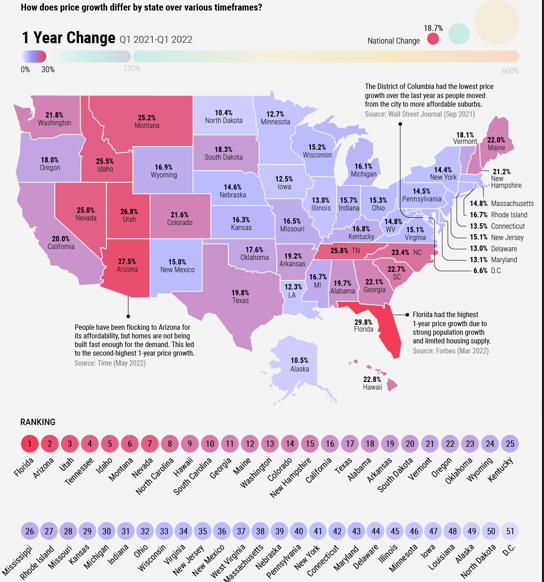 How does price growth differ by state over various timeframes?
1 Year Change Q1 2021-Q1 2022
National Change
18.7%
0% 30% 130% 600%
The District of Columbia had the lowest price
growth over the last year as people moved
from the city to more affordable suburbs.
Source: Wall Street Journal (Sep 2021)
21.8%
Washington
25.2%
Montana
10.4%
North Dakota
12.7%
Minnesota
18.1%
Vermont
22.0%
Maine
18.0%
Oregon
25.5%
Idaho
16.9%
Wyoming
18.3%
South Dakota
15.2%
Wisconsin
16.1%
Michigan
14.4%
New York
21.2%
New
Hampshire
14.6%
Nebraska
12.5%
Iowa
14.5%
Pennsylvania
14.8% Massachusetts
16.7% Rhode Island
13.5% Connecticut
15.1% New Jersey
13.0% Delaware
13.1% Maryland
6.6% D.C.
25.0%
Nevada
26.8%
Utah
21.6%
Colorado
16.3%
Kansas
16.5%
Missouri
13.0%
Illinois
15.7%
Indiana
15.3%
Ohio
14.8%
WV
15.1%
Virginia
16.8%
Kentucky
20.0%
California
27.5%
Arizona
15.0%
New Mexico
17.6%
Oklahoma
19.2%
Arkansas
25.8% TN
23.4% NC
22.7%
SC
19.8%
Texas
12.3%
LA
16.7%
MI
19.7%
Alabama
22.1%
Georgia
29.8%
Florida
People have been flocking to Arizona for
its affordability, but homes are not being
built fast enough for the demand. This led
to the second-highest 1-year price growth.
Source: Time (May 2022)
Florida had the highest
1-year price growth due to
strong population growth
and limited housing supply.
Source: Forbes (Mar 2022)
10.5%
Alaska
22.8%
Hawaii
RANKING
1 2 3 4 5 6 7 8 9 10 11 12 13 14 15 16 17 18 19 20 21 22 23 24 25
Florida Arizona Utah Tennessee Idaho Montana Nevada North Carolina Hawaii South Carolina Georgia Maine Washington Colorado New Hampshire California Texas Alabama Arkansas South Dakota Vermont Oregon Oklahoma Wyoming Kentucky
26 27 28 29 30 31 32 33 34 35 36 37 38 39 40 41 42 43 44 45 46 47 48 49 50 51
Mississippi Rhode Island Missouri Kansas Michigan Indiana Ohio Wisconsin Virginia New Jersey New Mexico West Virginia Massachusetts Nebraska Pennsylvania New York Connecticut Maryland Delaware Illinois Minnesota Iowa Louisiana Alaska North Dakota D.C.